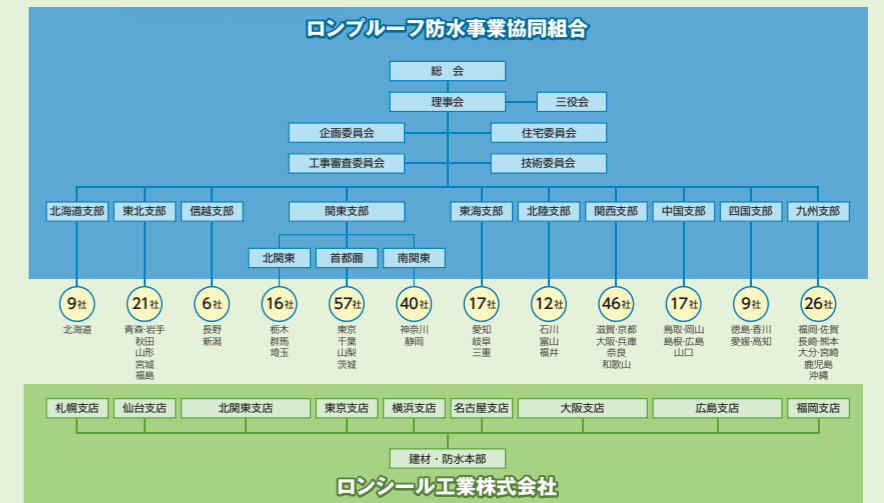 ロンプルーフ防水事業協同組合
総　会
理事会
三役会
企画委員会
住宅委員会
工事審査委員会
技術委員会
北海道支部
東北支部
信越支部
関東支部
東海支部
北陸支部
関西支部
中国支部
四国支部
九州支部
北関東
首都圏
南関東
9社
21社
6社
16社
57社
40社
17社
12社
46社
17社
9社
26社
北海道
青森・岩手
秋田
山形
宮城
福島
長野
新潟
栃木
群馬
埼玉
東京
千葉
山梨
茨城
神奈川
静岡
愛知
岐阜
三重
石川
富山
福井
滋賀・京都
大阪・兵庫
奈良
和歌山
鳥取・岡山
島根・広島
山口
徳島・香川
愛媛・高知
福岡・佐賀
長崎・熊本
大分・宮崎
鹿児島
沖縄
札幌支店
仙台支店
北関東支店
東京支店
横浜支店
名古屋支店
大阪支店
広島支店
福岡支店
建材・防水本部
ロンシール工業株式会社